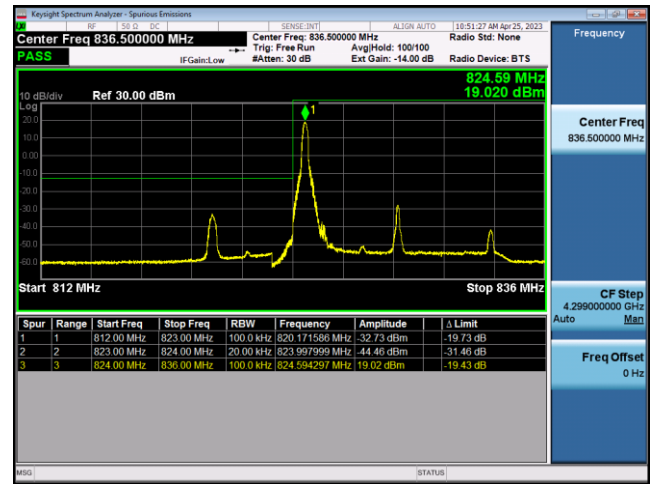 Keysight Spectrum Analyzer - Spurious Emissions
RF 50 Ω DC SENSE:INT ALIGN AUTO 10:51:27 AM Apr 25, 2023
Center Freq 836.500000 MHz
Center Freq: 836.500000 MHz Radio Std: None
Trig: Free Run Avg|Hold: 100/100
PASS IFGain:Low #Atten: 30 dB Ext Gain: -14.00 dB Radio Device: BTS
824.59 MHz
10 dB/div Ref 30.00 dBm 19.020 dBm
Log
1
20.0
10.0
0.00
-10.0
-20.0
-30.0
-40.0
-50.0
-60.0
Start 812 MHz Stop 836 MHz
Spur Range Start Freq Stop Freq RBW Frequency Amplitude Δ Limit
1 1 812.00 MHz 823.00 MHz 100.0 kHz 820.171586 MHz -32.73 dBm -19.73 dB
2 2 823.00 MHz 824.00 MHz 20.00 kHz 823.997999 MHz -44.46 dBm -31.46 dB
3 3 824.00 MHz 836.00 MHz 100.0 kHz 824.594297 MHz 19.02 dBm -19.43 dB
MSG STATUS
Frequency
Center Freq
836.500000 MHz
CF Step
4.299000000 GHz
Auto Man
Freq Offset
0 Hz